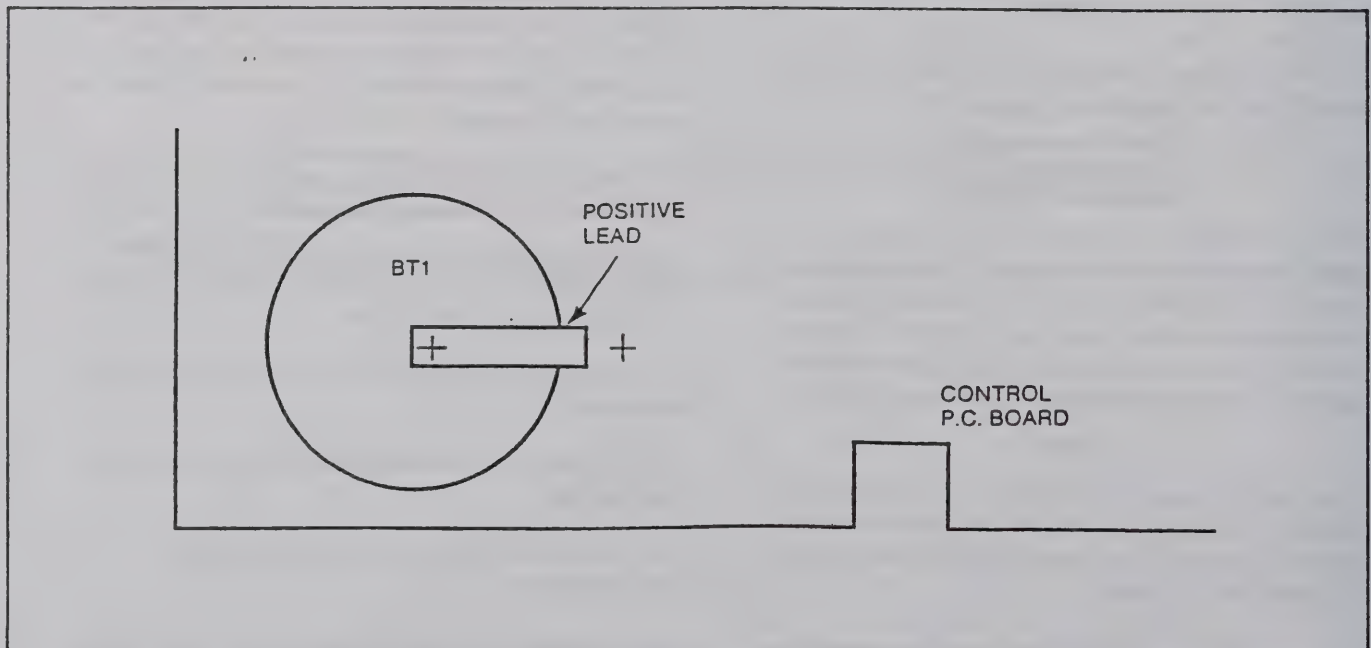 POSITIVE
LEAD
BT1
+
+
CONTROL
P.C. BOARD